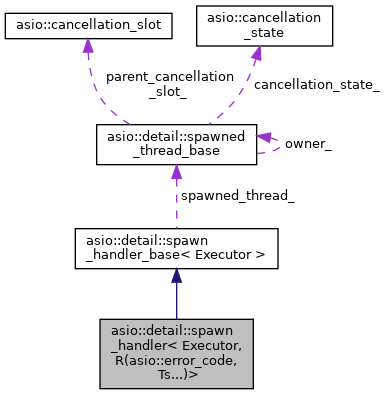 asio::cancellation_slot
asio::cancellation
_state
parent_cancellation
_slot_
cancellation_state_
asio::detail::spawned
_thread_base
owner_
spawned_thread_
asio::detail::spawn
_handler_base< Executor >
asio::detail::spawn
_handler< Executor,
R(asio::error_code,
Ts...)>